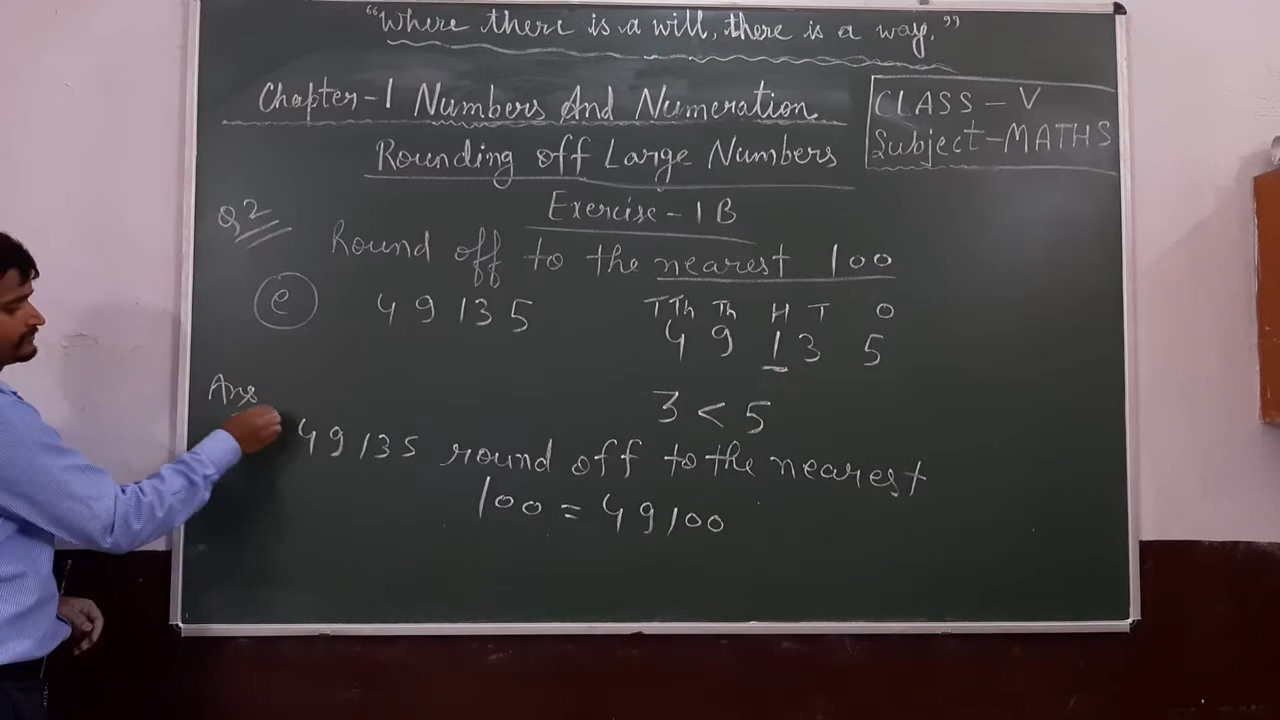 "Where there is a will, there is a way."
Chapter-1 Numbers And Numeration
CLASS - V
Subject-MATHS
Rounding off Large Numbers
Exercise - 1B
Q2
Round off to the nearest 100
e 49135
TTh Th H T O
4 9 1 3 5
Ans
3 < 5
49135 round off to the nearest
100 = 49100